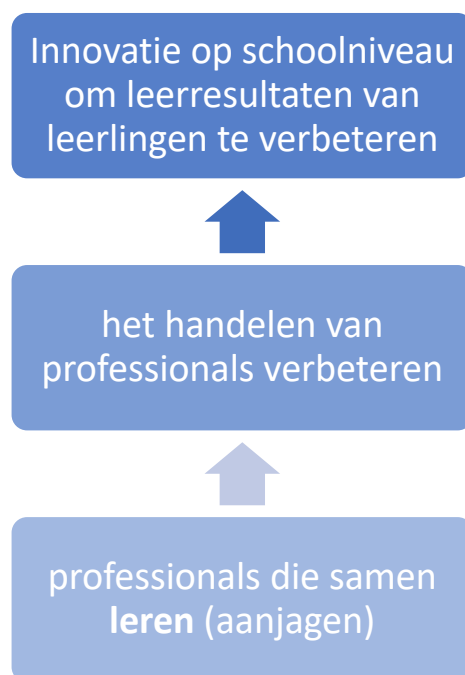 Innovatie op schoolniveau
om leerresultaten van
leerlingen te verbeteren
het handelen van
professionals verbeteren
professionals die samen
leren (aanjagen)